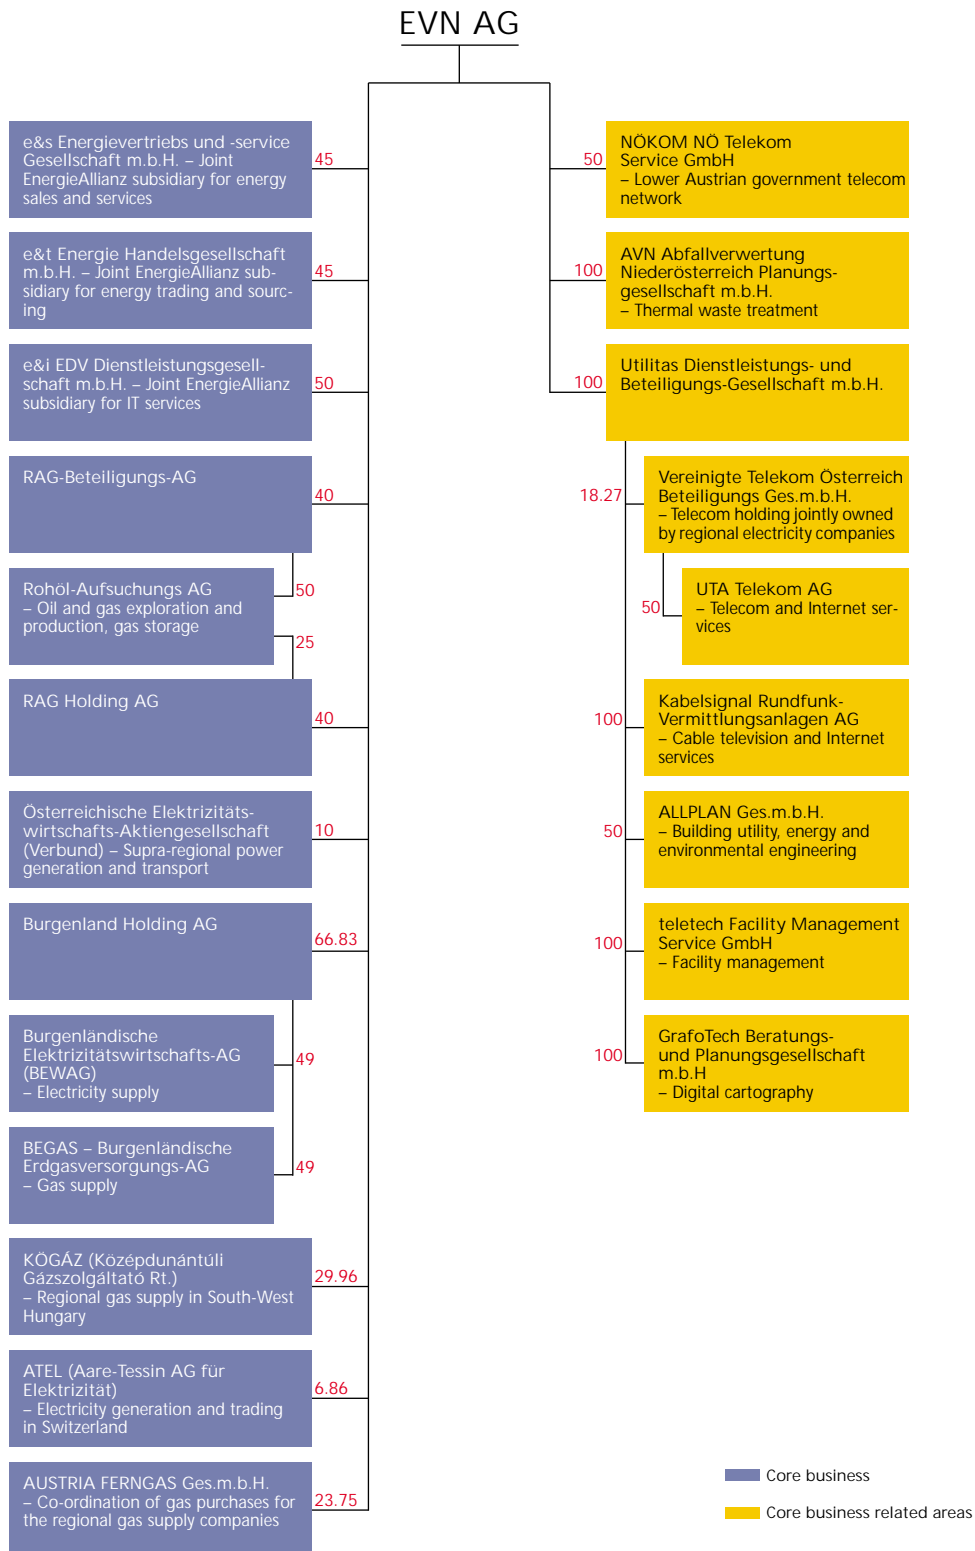 EVN AG
e&s Energievertriebs und -service
Gesellschaft m.b.H. – Joint
EnergieAllianz subsidiary for energy
sales and services
45
e&t Energie Handelsgesellschaft
m.b.H. – Joint EnergieAllianz sub-
sidiary for energy trading and sourc-
ing
45
e&i EDV Dienstleistungsgesell-
schaft m.b.H. – Joint EnergieAllianz
subsidiary for IT services
50
RAG-Beteiligungs-AG
40
Rohöl-Aufsuchungs AG
– Oil and gas exploration and
production, gas storage
50
25
RAG Holding AG
40
Österreichische Elektrizitäts-
wirtschafts-Aktiengesellschaft
(Verbund) – Supra-regional power
generation and transport
10
Burgenland Holding AG
66.83
Burgenländische
Elektrizitätswirtschafts-AG
(BEWAG)
– Electricity supply
49
BEGAS – Burgenländische
Erdgasversorgungs-AG
– Gas supply
49
KÖGÁZ (Középdunántúli
Gázszolgáltató Rt.)
– Regional gas supply in South-West
Hungary
29.96
ATEL (Aare-Tessin AG für
Elektrizität)
– Electricity generation and trading
in Switzerland
6.86
AUSTRIA FERNGAS Ges.m.b.H.
– Co-ordination of gas purchases for
the regional gas supply companies
23.75
50
NÖKOM NÖ Telekom
Service GmbH
– Lower Austrian government telecom
network
100
AVN Abfallverwertung
Niederösterreich Planungs-
gesellschaft m.b.H.
– Thermal waste treatment
100
Utilitas Dienstleistungs- und
Beteiligungs-Gesellschaft m.b.H.
18.27
Vereinigte Telekom Österreich
Beteiligungs Ges.m.b.H.
– Telecom holding jointly owned
by regional electricity companies
50
UTA Telekom AG
– Telecom and Internet ser-
vices
100
Kabelsignal Rundfunk-
Vermittlungsanlagen AG
– Cable television and Internet
services
50
ALLPLAN Ges.m.b.H.
– Building utility, energy and
environmental engineering
100
teletech Facility Management
Service GmbH
– Facility management
100
GrafoTech Beratungs-
und Planungsgesellschaft
m.b.H
– Digital cartography
Core business
Core business related areas